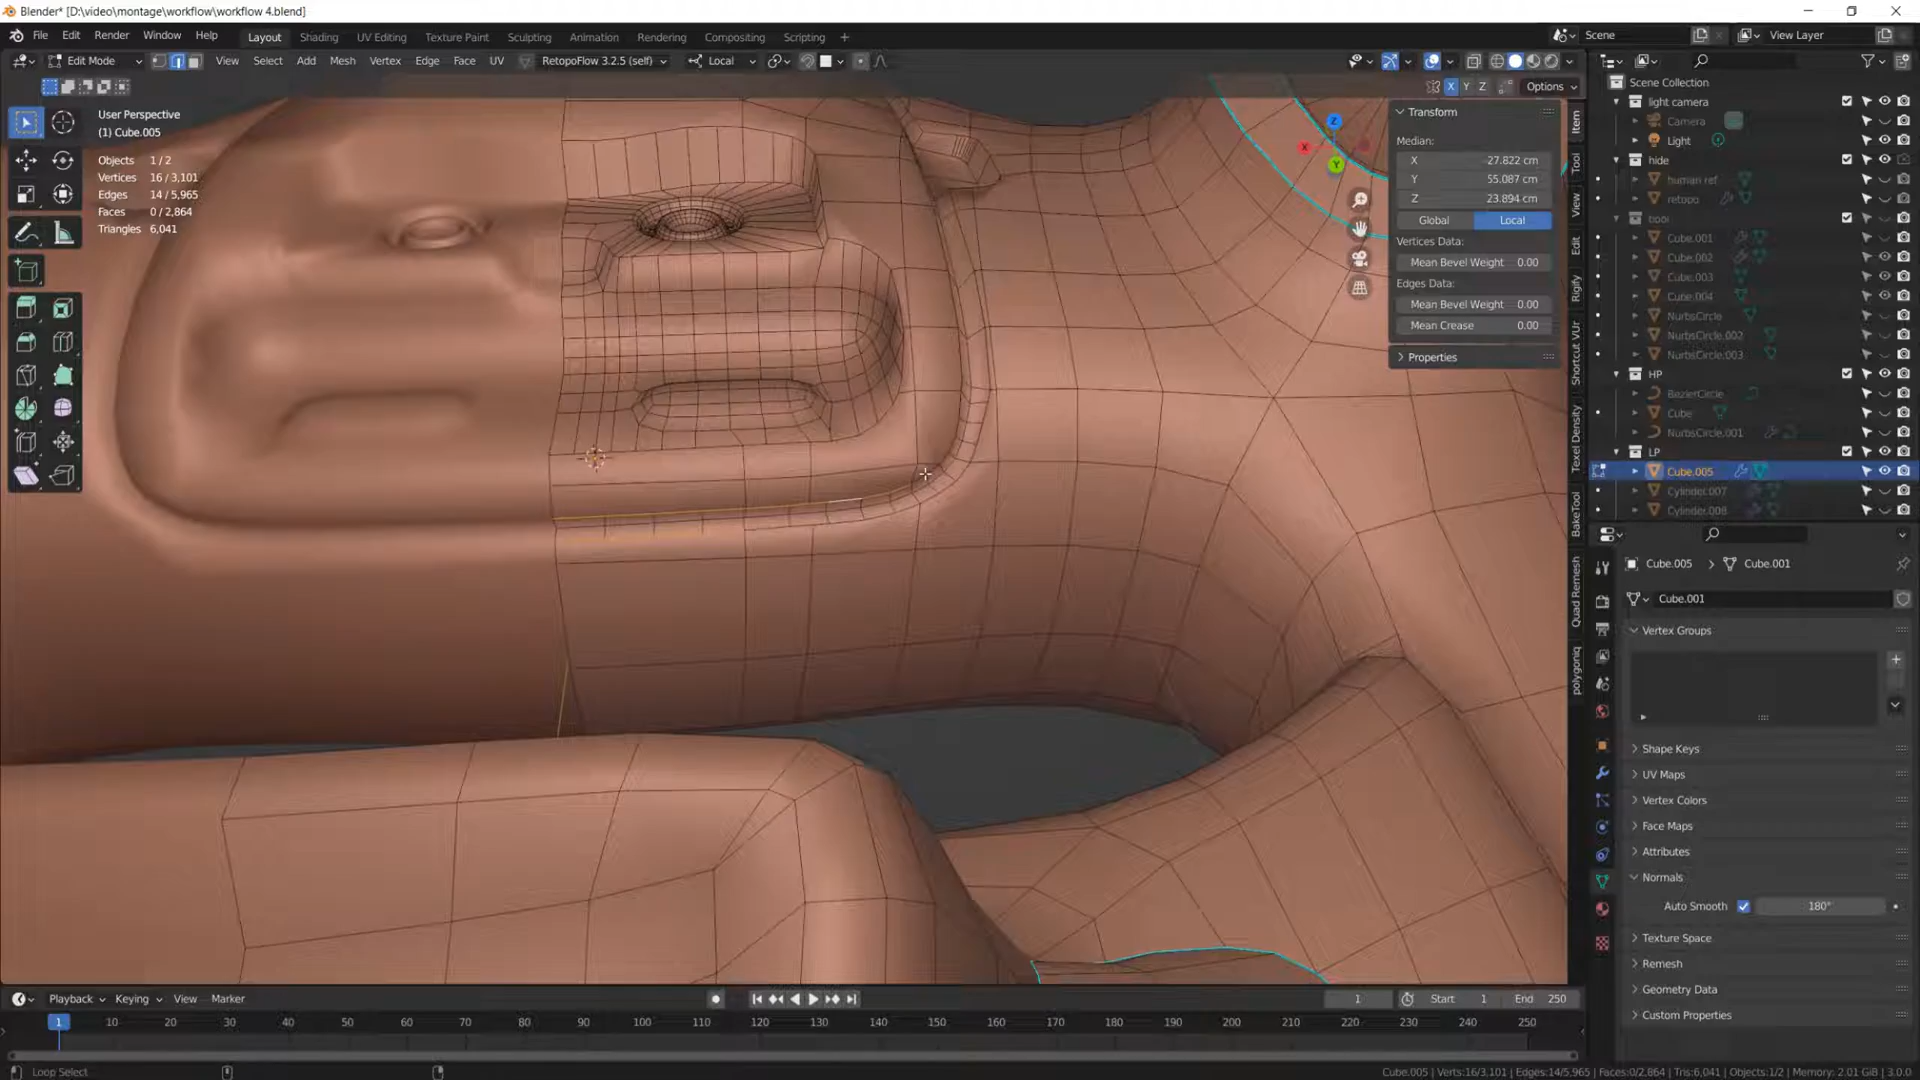 Blender* [D:\video\montage\workflow\workflow 4.blend]
File Edit Render Window Help Layout Shading UV Editing Texture Paint Sculpting Animation Rendering Compositing Scripting + Scene View Layer
Edit Mode View Select Add Mesh Vertex Edge Face UV RetopoFlow 3.2.5 (self) Local
X Y Z Options
User Perspective
(1) Cube.005
Objects 1/2
Vertices 16/3,101
Edges 14/5,965
Faces 0/2,864
Triangles 6,041
Z
X
Y
Transform
Median:
X -27.822 cm
Y 55.087 cm
Z 23.894 cm
Global Local
Vertices Data:
Mean Bevel Weight 0.00
Edges Data:
Mean Bevel Weight 0.00
Mean Crease 0.00
Properties
Item
Tool
View
Edit
Rigify
Shortcut VUr
Texel Density
BakeTool
Quad Remesh
polygoniq
Scene Collection
light camera
Camera
Light
hide
human ref
retopo
bool
Cube.001
Cube.002
Cube.003
Cube.004
NurbsCircle
NurbsCircle.002
NurbsCircle.003
HP
BezierCircle
Cube
NurbsCircle.001
LP
Cube.005
Cylinder.007
Cylinder.008
Cube.005 > Cube.001
Cube.001
Vertex Groups
Shape Keys
UV Maps
Vertex Colors
Face Maps
Attributes
Normals
Auto Smooth 180°
Texture Space
Remesh
Geometry Data
Custom Properties
Playback Keying View Marker 1 Start 1 End 250
1 10 20 30 40 50 60 70 80 90 100 110 120 130 140 150 160 170 180 190 200 210 220 230 240 250
Loop Select
Cube.005 | Verts:16/3,101 | Edges:14/5,965 | Faces:0/2,864 | Tris:6,041 | Objects:1/2 | Memory: 2.01 GiB | 3.0.0